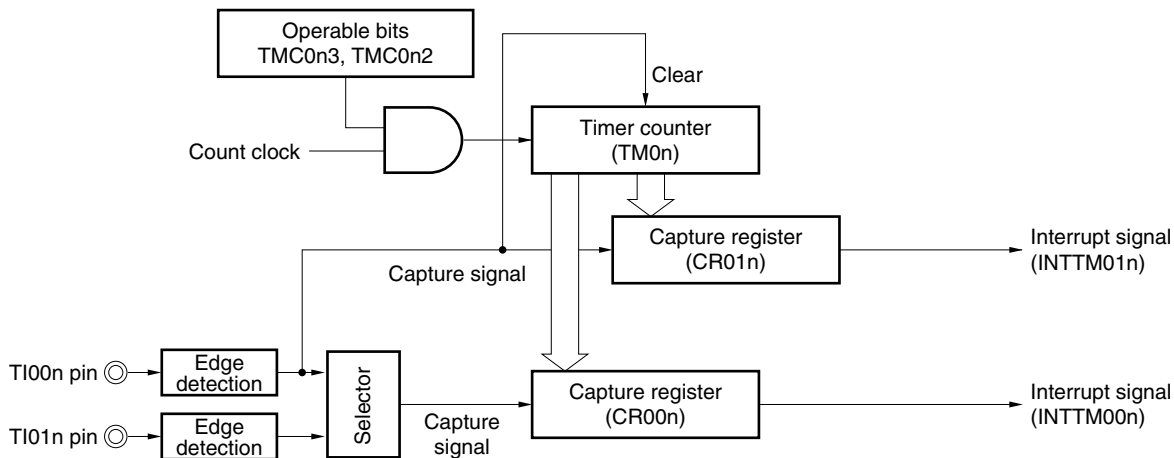 Operable bits
TMC0n3, TMC0n2
Clear
Timer counter
(TM0n)
Count clock
Capture register
(CR01n)
Interrupt signal
(INTTM01n)
Capture signal
TI00n pin
Edge
detection
Selector
Capture register
(CR00n)
Interrupt signal
(INTTM00n)
TI01n pin
Edge
detection
Capture
signal